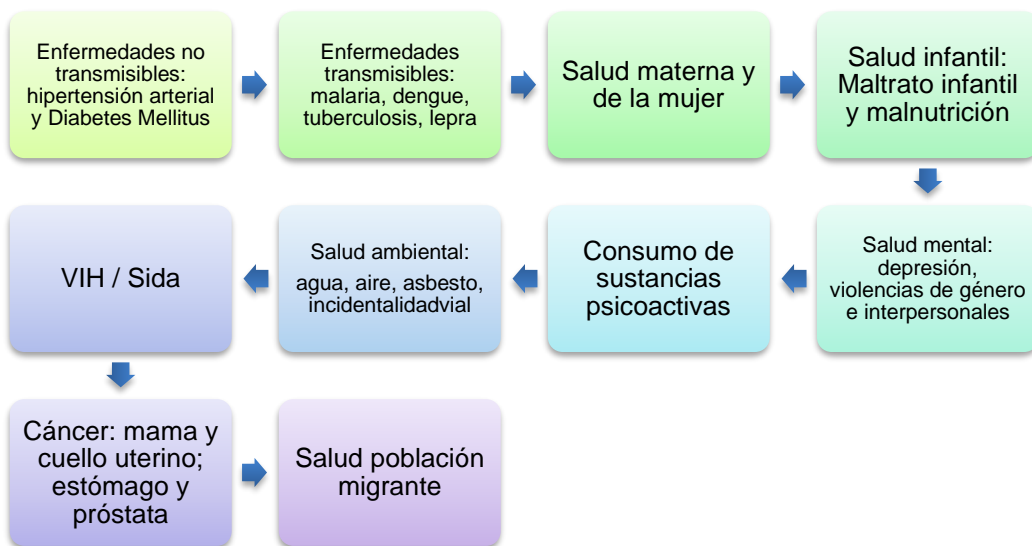 Enfermedades no
transmisibles:
hipertensión arterial
y Diabetes Mellitus
Enfermedades
transmisibles:
malaria, dengue,
tuberculosis, lepra
Salud materna y
de la mujer
Salud infantil:
Maltrato infantil
y malnutrición
Salud mental:
depresión,
violencias de género
e interpersonales
Consumo de
sustancias
psicoactivas
Salud ambiental:
agua, aire, asbesto,
incidentalidadvial
VIH / Sida
Cáncer: mama y
cuello uterino;
estómago y
próstata
Salud población
migrante